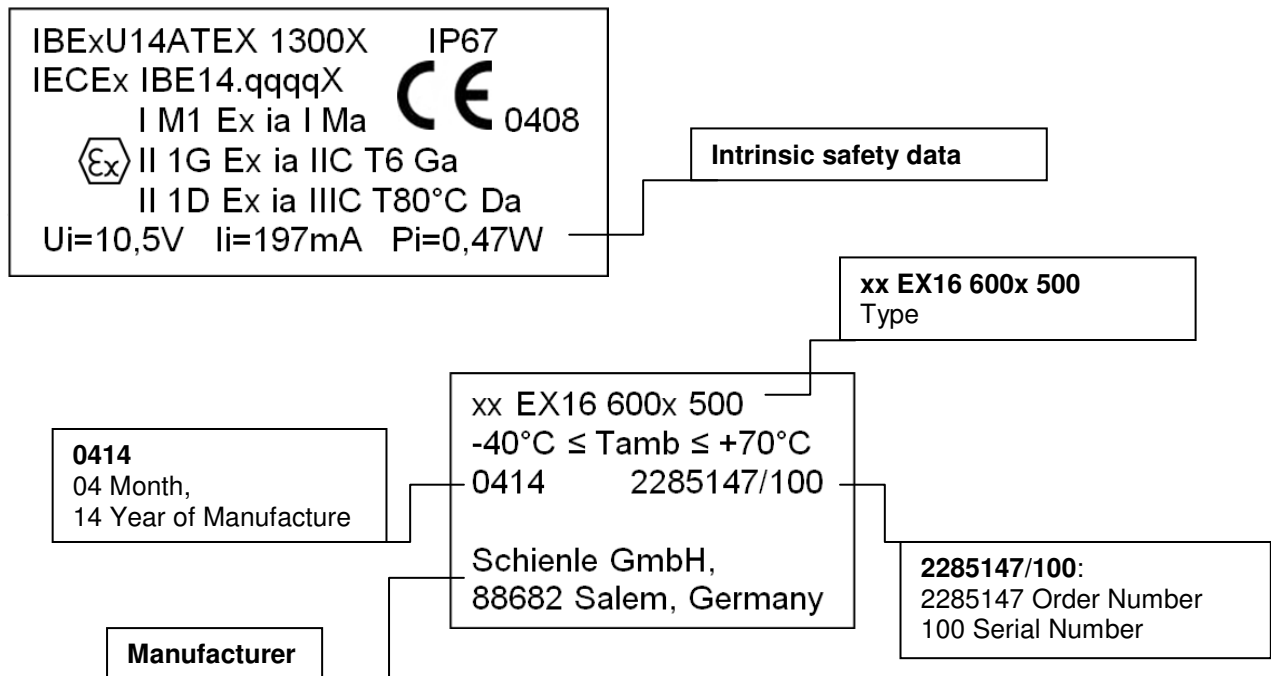 IBExU14ATEX 1300X IP67
IECEx IBE14.qqqqX
I M1 Ex ia I Ma CE 0408
Ex II 1G Ex ia IIC T6 Ga
II 1D Ex ia IIIC T80°C Da
Ui=10,5V Ii=197mA Pi=0,47W
Intrinsic safety data
xx EX16 600x 500
Type
xx EX16 600x 500
-40°C ≤ Tamb ≤ +70°C
0414 2285147/100
Schienle GmbH,
88682 Salem, Germany
0414
04 Month,
14 Year of Manufacture
2285147/100:
2285147 Order Number
100 Serial Number
Manufacturer